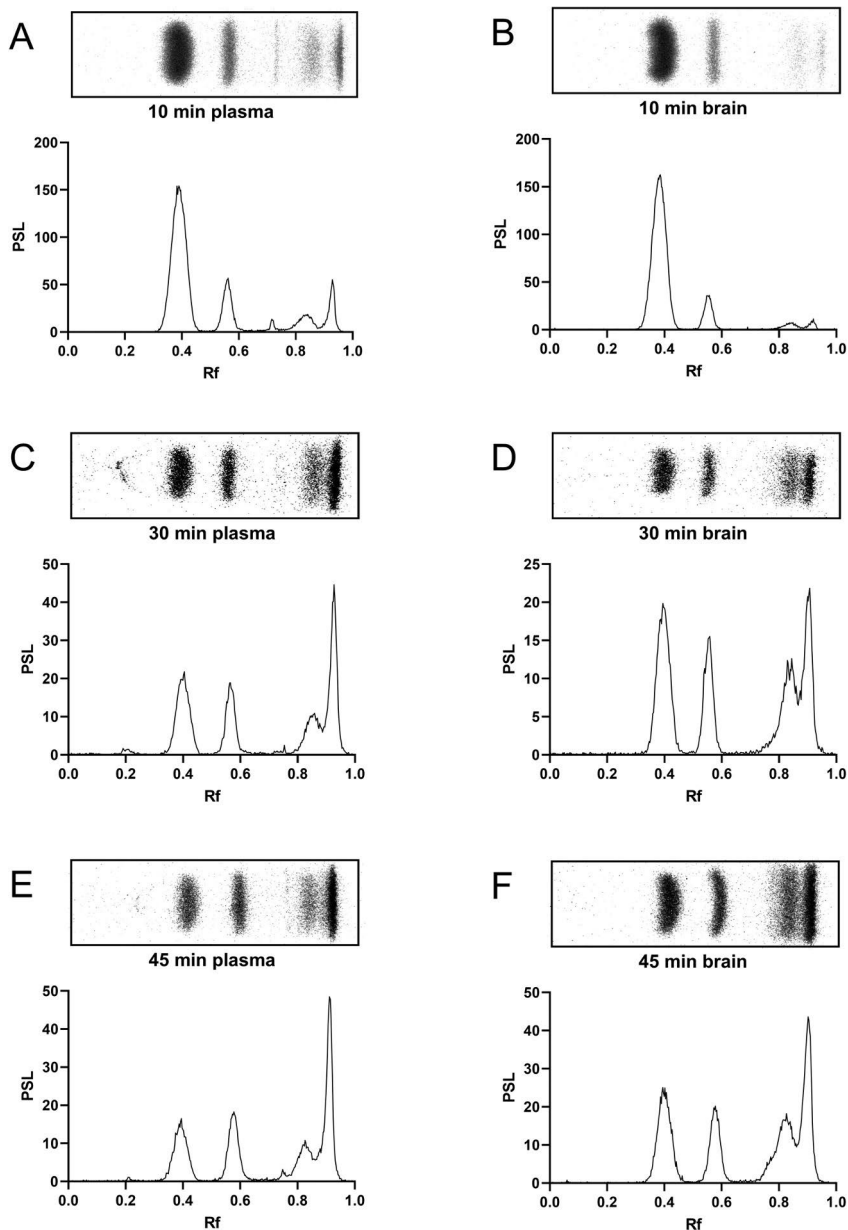 A
10 min plasma
200
150
100
50
0
PSL
0.0 0.2 0.4 0.6 0.8 1.0
Rf
B
10 min brain
200
150
100
50
0
PSL
0.0 0.2 0.4 0.6 0.8 1.0
Rf
C
30 min plasma
50
40
30
20
10
0
PSL
0.0 0.2 0.4 0.6 0.8 1.0
Rf
D
30 min brain
25
20
15
10
5
0
PSL
0.0 0.2 0.4 0.6 0.8 1.0
Rf
E
45 min plasma
50
40
30
20
10
0
PSL
0.0 0.2 0.4 0.6 0.8 1.0
Rf
F
45 min brain
50
40
30
20
10
0
PSL
0.0 0.2 0.4 0.6 0.8 1.0
Rf